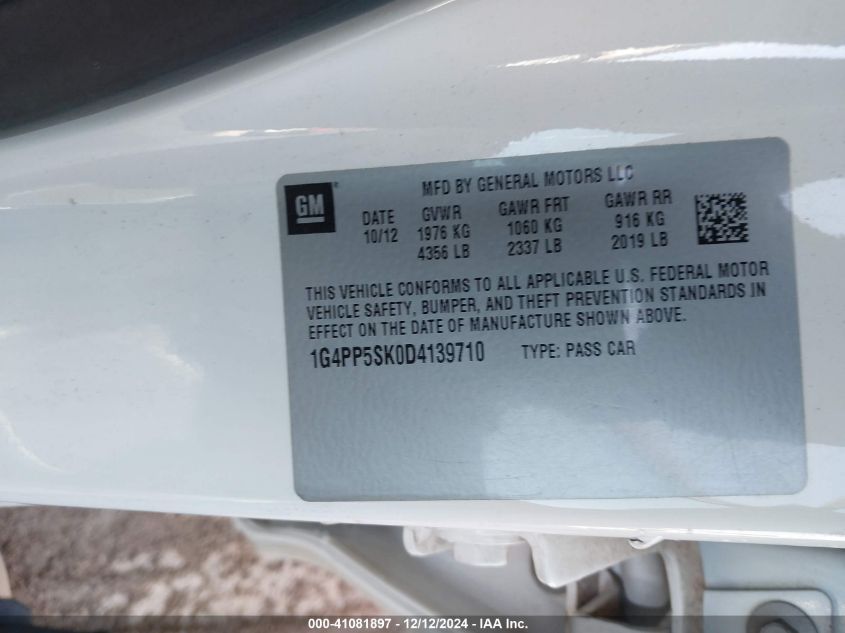 MFD BY GENERAL MOTORS LLC
GM®
DATE GVWR GAWR FRT GAWR RR
10/12 1976 KG 1060 KG 916 KG
4356 LB 2337 LB 2019 LB
THIS VEHICLE CONFORMS TO ALL APPLICABLE U.S. FEDERAL MOTOR
VEHICLE SAFETY, BUMPER, AND THEFT PREVENTION STANDARDS IN
EFFECT ON THE DATE OF MANUFACTURE SHOWN ABOVE.
1G4PP5SK0D4139710 TYPE: PASS CAR
000-41081897 - 12/12/2024 - IAA Inc.